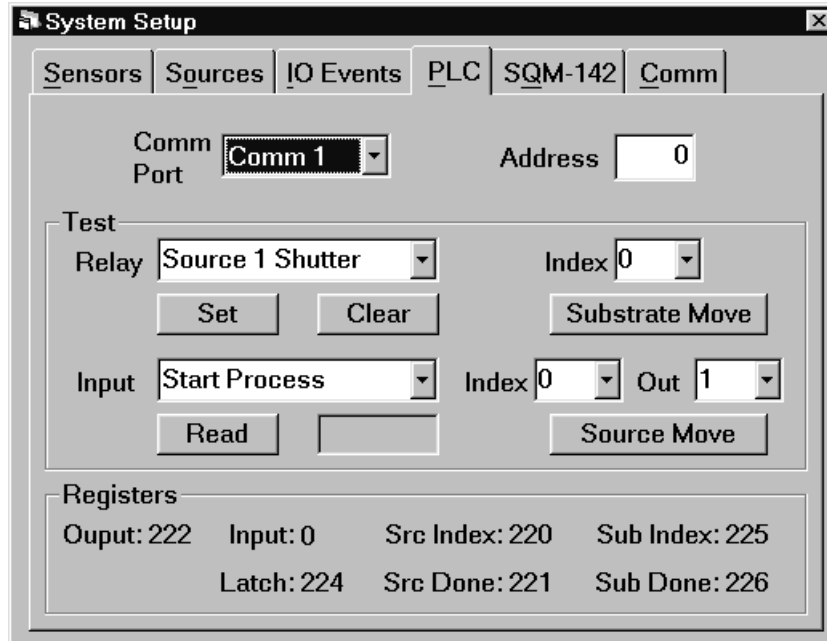 System Setup
Sensors Sources IO Events PLC SQM-142 Comm
Comm Port Comm 1 Address 0
Test
Relay Source 1 Shutter Index 0
Set Clear Substrate Move
Input Start Process Index 0 Out 1
Read Source Move
Registers
Ouput: 222 Input: 0 Src Index: 220 Sub Index: 225
Latch: 224 Src Done: 221 Sub Done: 226